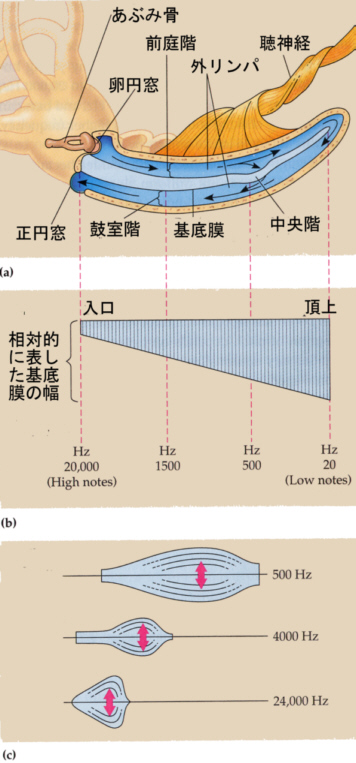 あぶみ骨
前庭階
聴神経
外リンパ
卵円窓
正円窓
鼓室階
基底膜
中央階
(a)
入口
頂上
相対的
に表し
た基底
膜の幅
Hz Hz Hz Hz
20,000 1500 500 20
(High notes) (Low notes)
(b)
500 Hz
4000 Hz
24,000 Hz
(c)